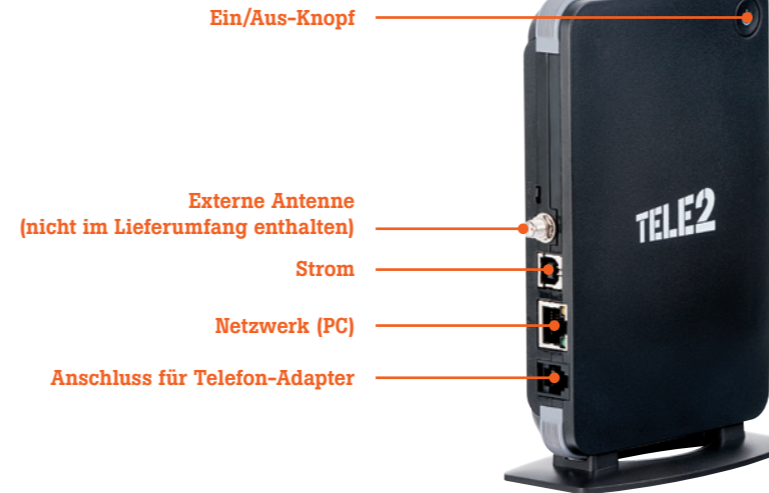 Ein/Aus-Knopf
Externe Antenne
(nicht im Lieferumfang enthalten)
Strom
TELE2
Netzwerk (PC)
Anschluss für Telefon-Adapter